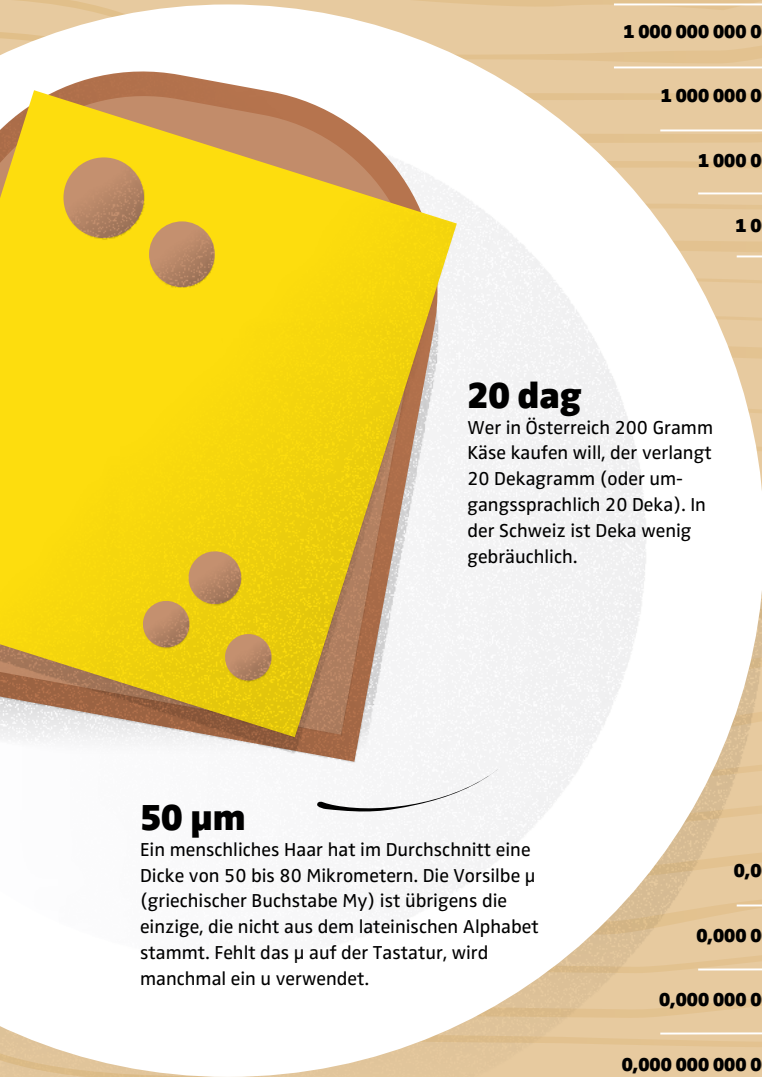 1 000 000 000 0
1 000 000 0
1 000 0
1 0
20 dag
Wer in Österreich 200 Gramm
Käse kaufen will, der verlangt
20 Dekagramm (oder um-
gangssprachlich 20 Deka). In
der Schweiz ist Deka wenig
gebräuchlich.
50 µm
Ein menschliches Haar hat im Durchschnitt eine
Dicke von 50 bis 80 Mikrometern. Die Vorsilbe µ
(griechischer Buchstabe My) ist übrigens die
einzige, die nicht aus dem lateinischen Alphabet
stammt. Fehlt das µ auf der Tastatur, wird
manchmal ein u verwendet.
0,0
0,000 0
0,000 000 0
0,000 000 000 0